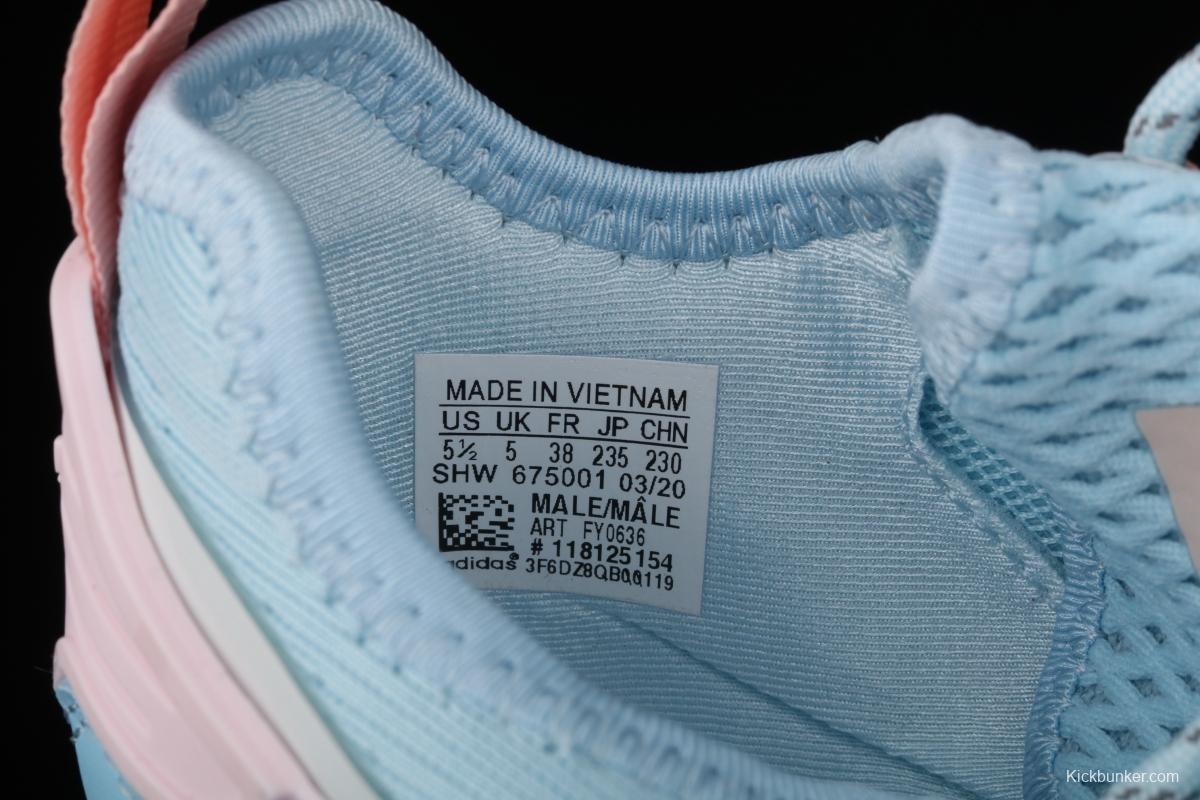 MADE IN VIETNAM
US UK FR JP CHN
5½ 5 38 235 230
SHW 675001 03/20
MALE/MÂLE
ART FY0636
# 118125154
adidas® 3F6DZ8QB00119
Kickbunker.com